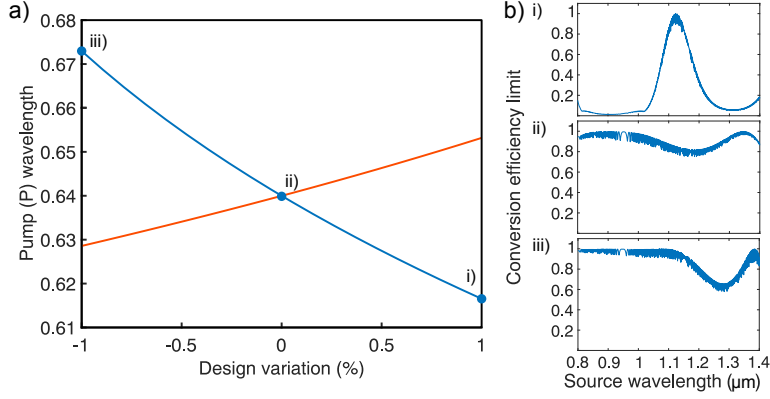 a)
Pump (P) wavelength
0.68
0.67
0.66
0.65
0.64
0.63
0.62
0.61
iii)
ii)
i)
-1
-0.5
0
0.5
1
Design variation (%)
b)
Conversion efficiency limit
i)
1
0.8
0.6
0.4
0.2
ii)
1
0.8
0.6
0.4
0.2
iii)
1
0.8
0.6
0.4
0.2
0.8
0.9
1
1.1
1.2
1.3
1.4
Source wavelength (μm)